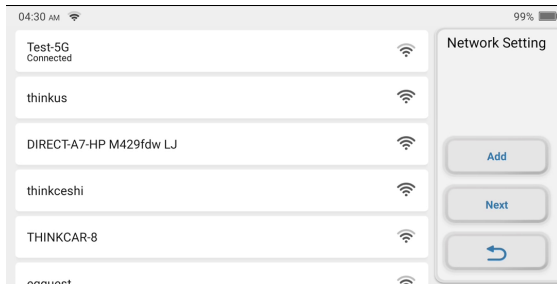 04:30 AM
99%
Test-5G
Connected
thinkus
DIRECT-A7-HP M429fdw LJ
thinkceshi
THINKCAR-8
Network Setting
Add
Next